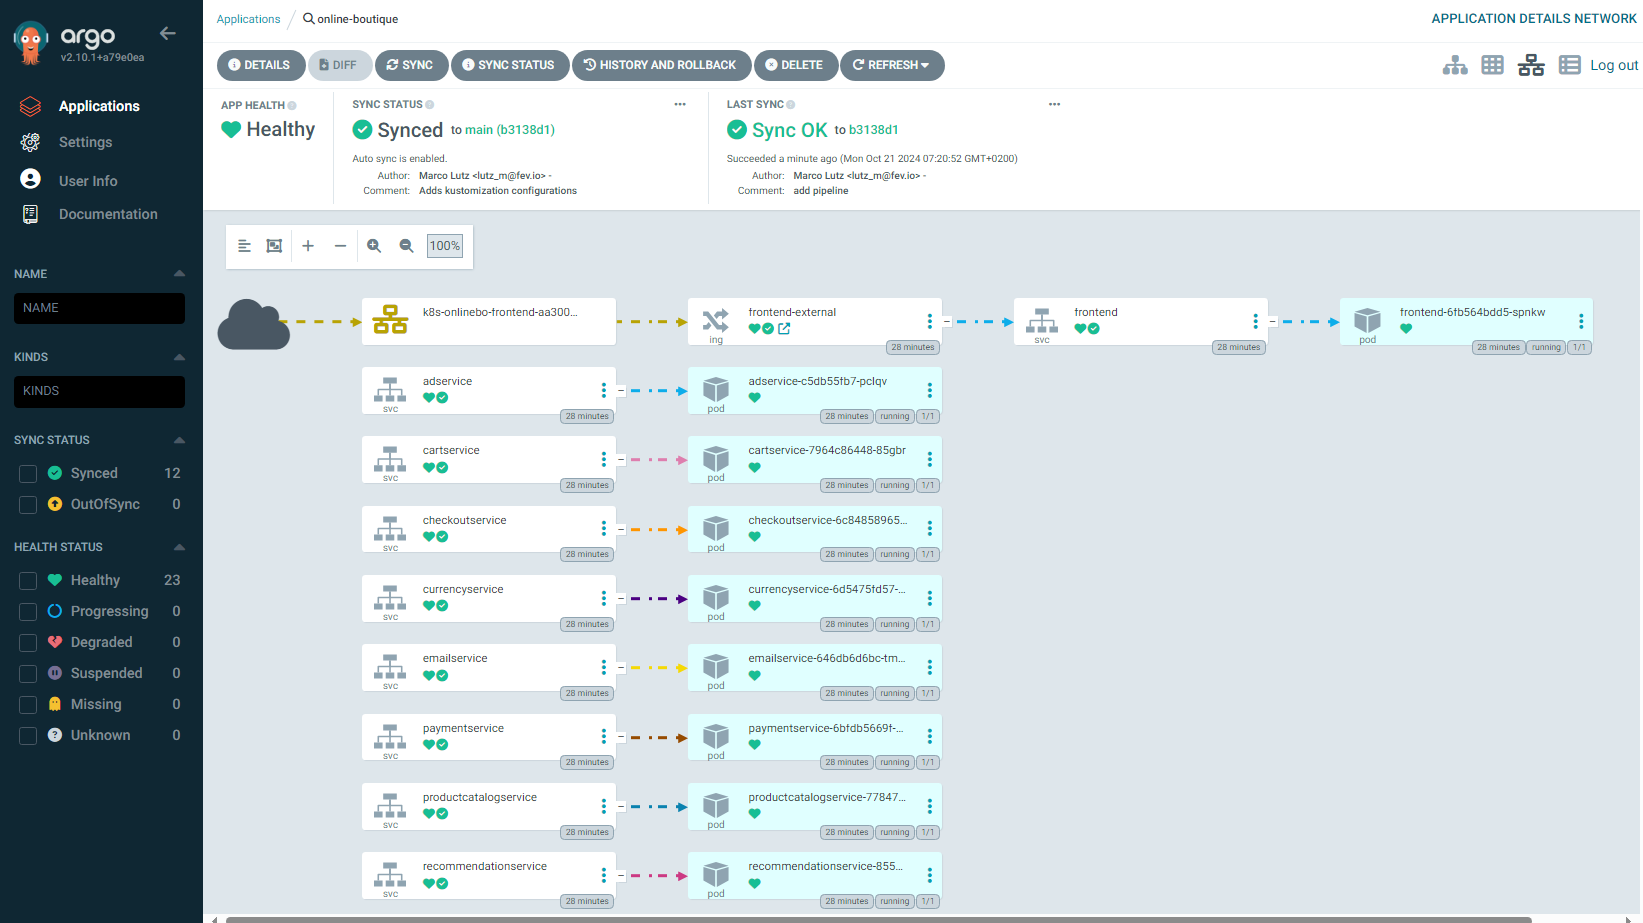 argo
v2.10.1+a79e0ea
Applications
Settings
User Info
Documentation
NAME
NAME
KINDS
KINDS
SYNC STATUS
Synced 12
OutOfSync 0
HEALTH STATUS
Healthy 23
Progressing 0
Degraded 0
Suspended 0
Missing 0
Unknown 0
Applications / online-boutique
APPLICATION DETAILS NETWORK
DETAILS DIFF SYNC SYNC STATUS HISTORY AND ROLLBACK DELETE REFRESH
Log out
APP HEALTH
Healthy
SYNC STATUS
Synced to main (b3138d1)
Auto sync is enabled.
Author: Marco Lutz <lutz_m@fev.io> -
Comment: Adds kustomization configurations
LAST SYNC
Sync OK to b3138d1
Succeeded a minute ago (Mon Oct 21 2024 07:20:52 GMT+0200)
Author: Marco Lutz <lutz_m@fev.io> -
Comment: add pipeline
100%
k8s-onlinebo-frontend-aa300...
frontend-external
ing
28 minutes
frontend
svc
28 minutes
frontend-6fb564bdd5-spnkw
pod
28 minutes running 1/1
adservice
svc
28 minutes
adservice-c5db55fb7-pclqv
pod
28 minutes running 1/1
cartservice
svc
28 minutes
cartservice-7964c86448-85gbr
pod
28 minutes running 1/1
checkoutservice
svc
28 minutes
checkoutservice-6c84858965...
pod
28 minutes running 1/1
currencyservice
svc
28 minutes
currencyservice-6d5475fd57-...
pod
28 minutes running 1/1
emailservice
svc
28 minutes
emailservice-646db6d6bc-tm...
pod
28 minutes running 1/1
paymentservice
svc
28 minutes
paymentservice-6bfdb5669f-...
pod
28 minutes running 1/1
productcatalogservice
svc
28 minutes
productcatalogservice-77847...
pod
28 minutes running 1/1
recommendationservice
svc
28 minutes
recommendationservice-855...
pod
28 minutes running 1/1